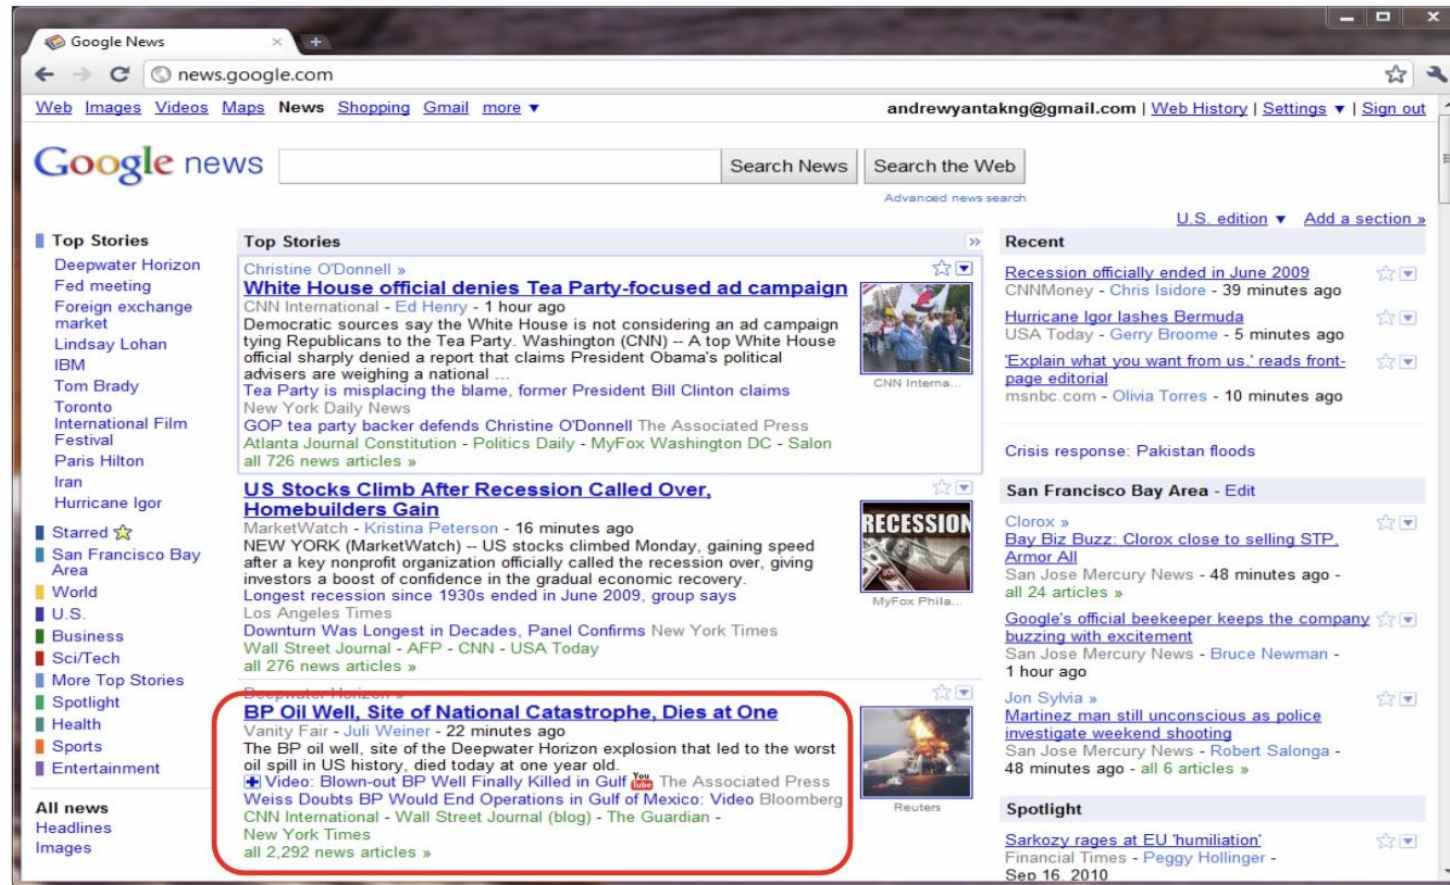 Google News
news.google.com
Web Images Videos Maps News Shopping Gmail more ▼
andrewyantakng@gmail.com | Web History | Settings ▼ | Sign out
Google news
Search News
Search the Web
Advanced news search
U.S. edition ▼ Add a section »
Top Stories
Deepwater Horizon
Fed meeting
Foreign exchange
market
Lindsay Lohan
IBM
Tom Brady
Toronto
International Film
Festival
Paris Hilton
Iran
Hurricane Igor
Starred
San Francisco Bay
Area
World
U.S.
Business
Sci/Tech
More Top Stories
Spotlight
Health
Sports
Entertainment
All news
Headlines
Images
Top Stories »
Christine O'Donnell »
White House official denies Tea Party-focused ad campaign
CNN International - Ed Henry - 1 hour ago
Democratic sources say the White House is not considering an ad campaign
tying Republicans to the Tea Party. Washington (CNN) -- A top White House
official sharply denied a report that claims President Obama's political
advisers are weighing a national ...
Tea Party is misplacing the blame, former President Bill Clinton claims
New York Daily News
GOP tea party backer defends Christine O'Donnell The Associated Press
Atlanta Journal Constitution - Politics Daily - MyFox Washington DC - Salon
all 726 news articles »
CNN Interna...
US Stocks Climb After Recession Called Over,
Homebuilders Gain
MarketWatch - Kristina Peterson - 16 minutes ago
NEW YORK (MarketWatch) -- US stocks climbed Monday, gaining speed
after a key nonprofit organization officially called the recession over, giving
investors a boost of confidence in the gradual economic recovery.
Longest recession since 1930s ended in June 2009, group says
Los Angeles Times
Downturn Was Longest in Decades, Panel Confirms New York Times
Wall Street Journal - AFP - CNN - USA Today
all 276 news articles »
RECESSION
MyFox Phila...
Deepwater Horizon »
BP Oil Well, Site of National Catastrophe, Dies at One
Vanity Fair - Juli Weiner - 22 minutes ago
The BP oil well, site of the Deepwater Horizon explosion that led to the worst
oil spill in US history, died today at one year old.
Video: Blown-out BP Well Finally Killed in Gulf You Tube The Associated Press
Weiss Doubts BP Would End Operations in Gulf of Mexico: Video Bloomberg
CNN International - Wall Street Journal (blog) - The Guardian -
New York Times
all 2,292 news articles »
Reuters
Recent
Recession officially ended in June 2009
CNNMoney - Chris Isidore - 39 minutes ago
Hurricane Igor lashes Bermuda
USA Today - Gerry Broome - 5 minutes ago
'Explain what you want from us,' reads front-
page editorial
msnbc.com - Olivia Torres - 10 minutes ago
Crisis response: Pakistan floods
San Francisco Bay Area - Edit
Clorox »
Bay Biz Buzz: Clorox close to selling STP,
Armor All
San Jose Mercury News - 48 minutes ago -
all 24 articles »
Google's official beekeeper keeps the company
buzzing with excitement
San Jose Mercury News - Bruce Newman -
1 hour ago
Jon Sylvia »
Martinez man still unconscious as police
investigate weekend shooting
San Jose Mercury News - Robert Salonga -
48 minutes ago - all 6 articles »
Spotlight
Sarkozy rages at EU 'humiliation'
Financial Times - Peggy Hollinger -
Sep 16, 2010